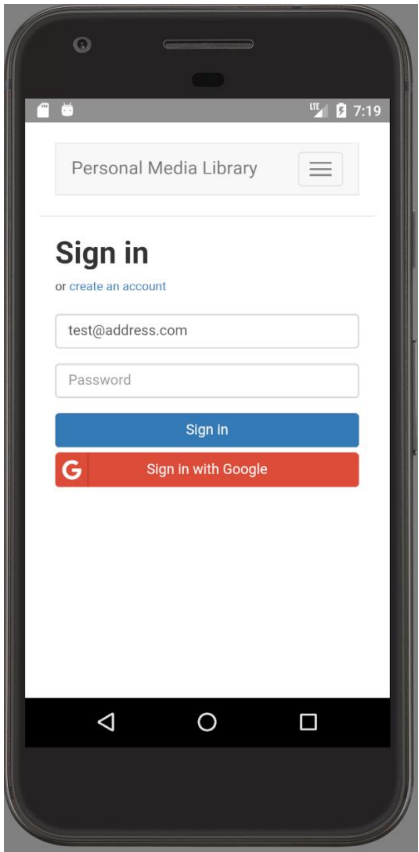 LTE 7:19
Personal Media Library
Sign in
or create an account
test@address.com
Password
Sign in
G Sign in with Google